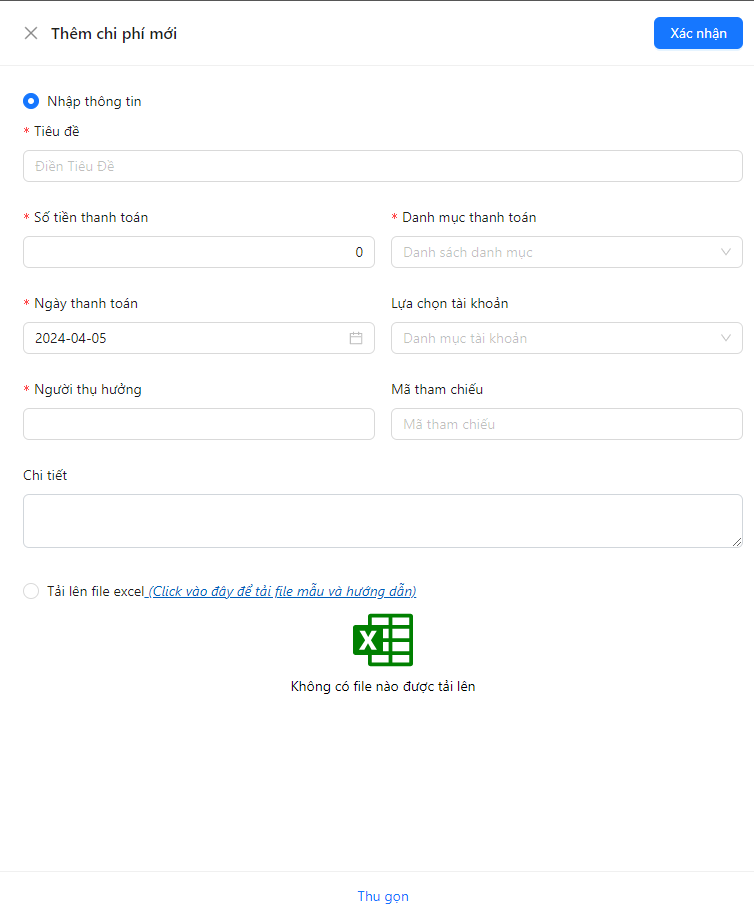 Thêm chi phí mới
Xác nhận
Nhập thông tin
* Tiêu đề
Điền Tiêu Đề
* Số tiền thanh toán
* Danh mục thanh toán
0
Danh sách danh mục
* Ngày thanh toán
Lựa chọn tài khoản
2024-04-05
Danh mục tài khoản
* Người thụ hưởng
Mã tham chiếu
Mã tham chiếu
Chi tiết
Tải lên file excel (Click vào đây để tải file mẫu và hướng dẫn)
X
Không có file nào được tải lên
Thu gọn